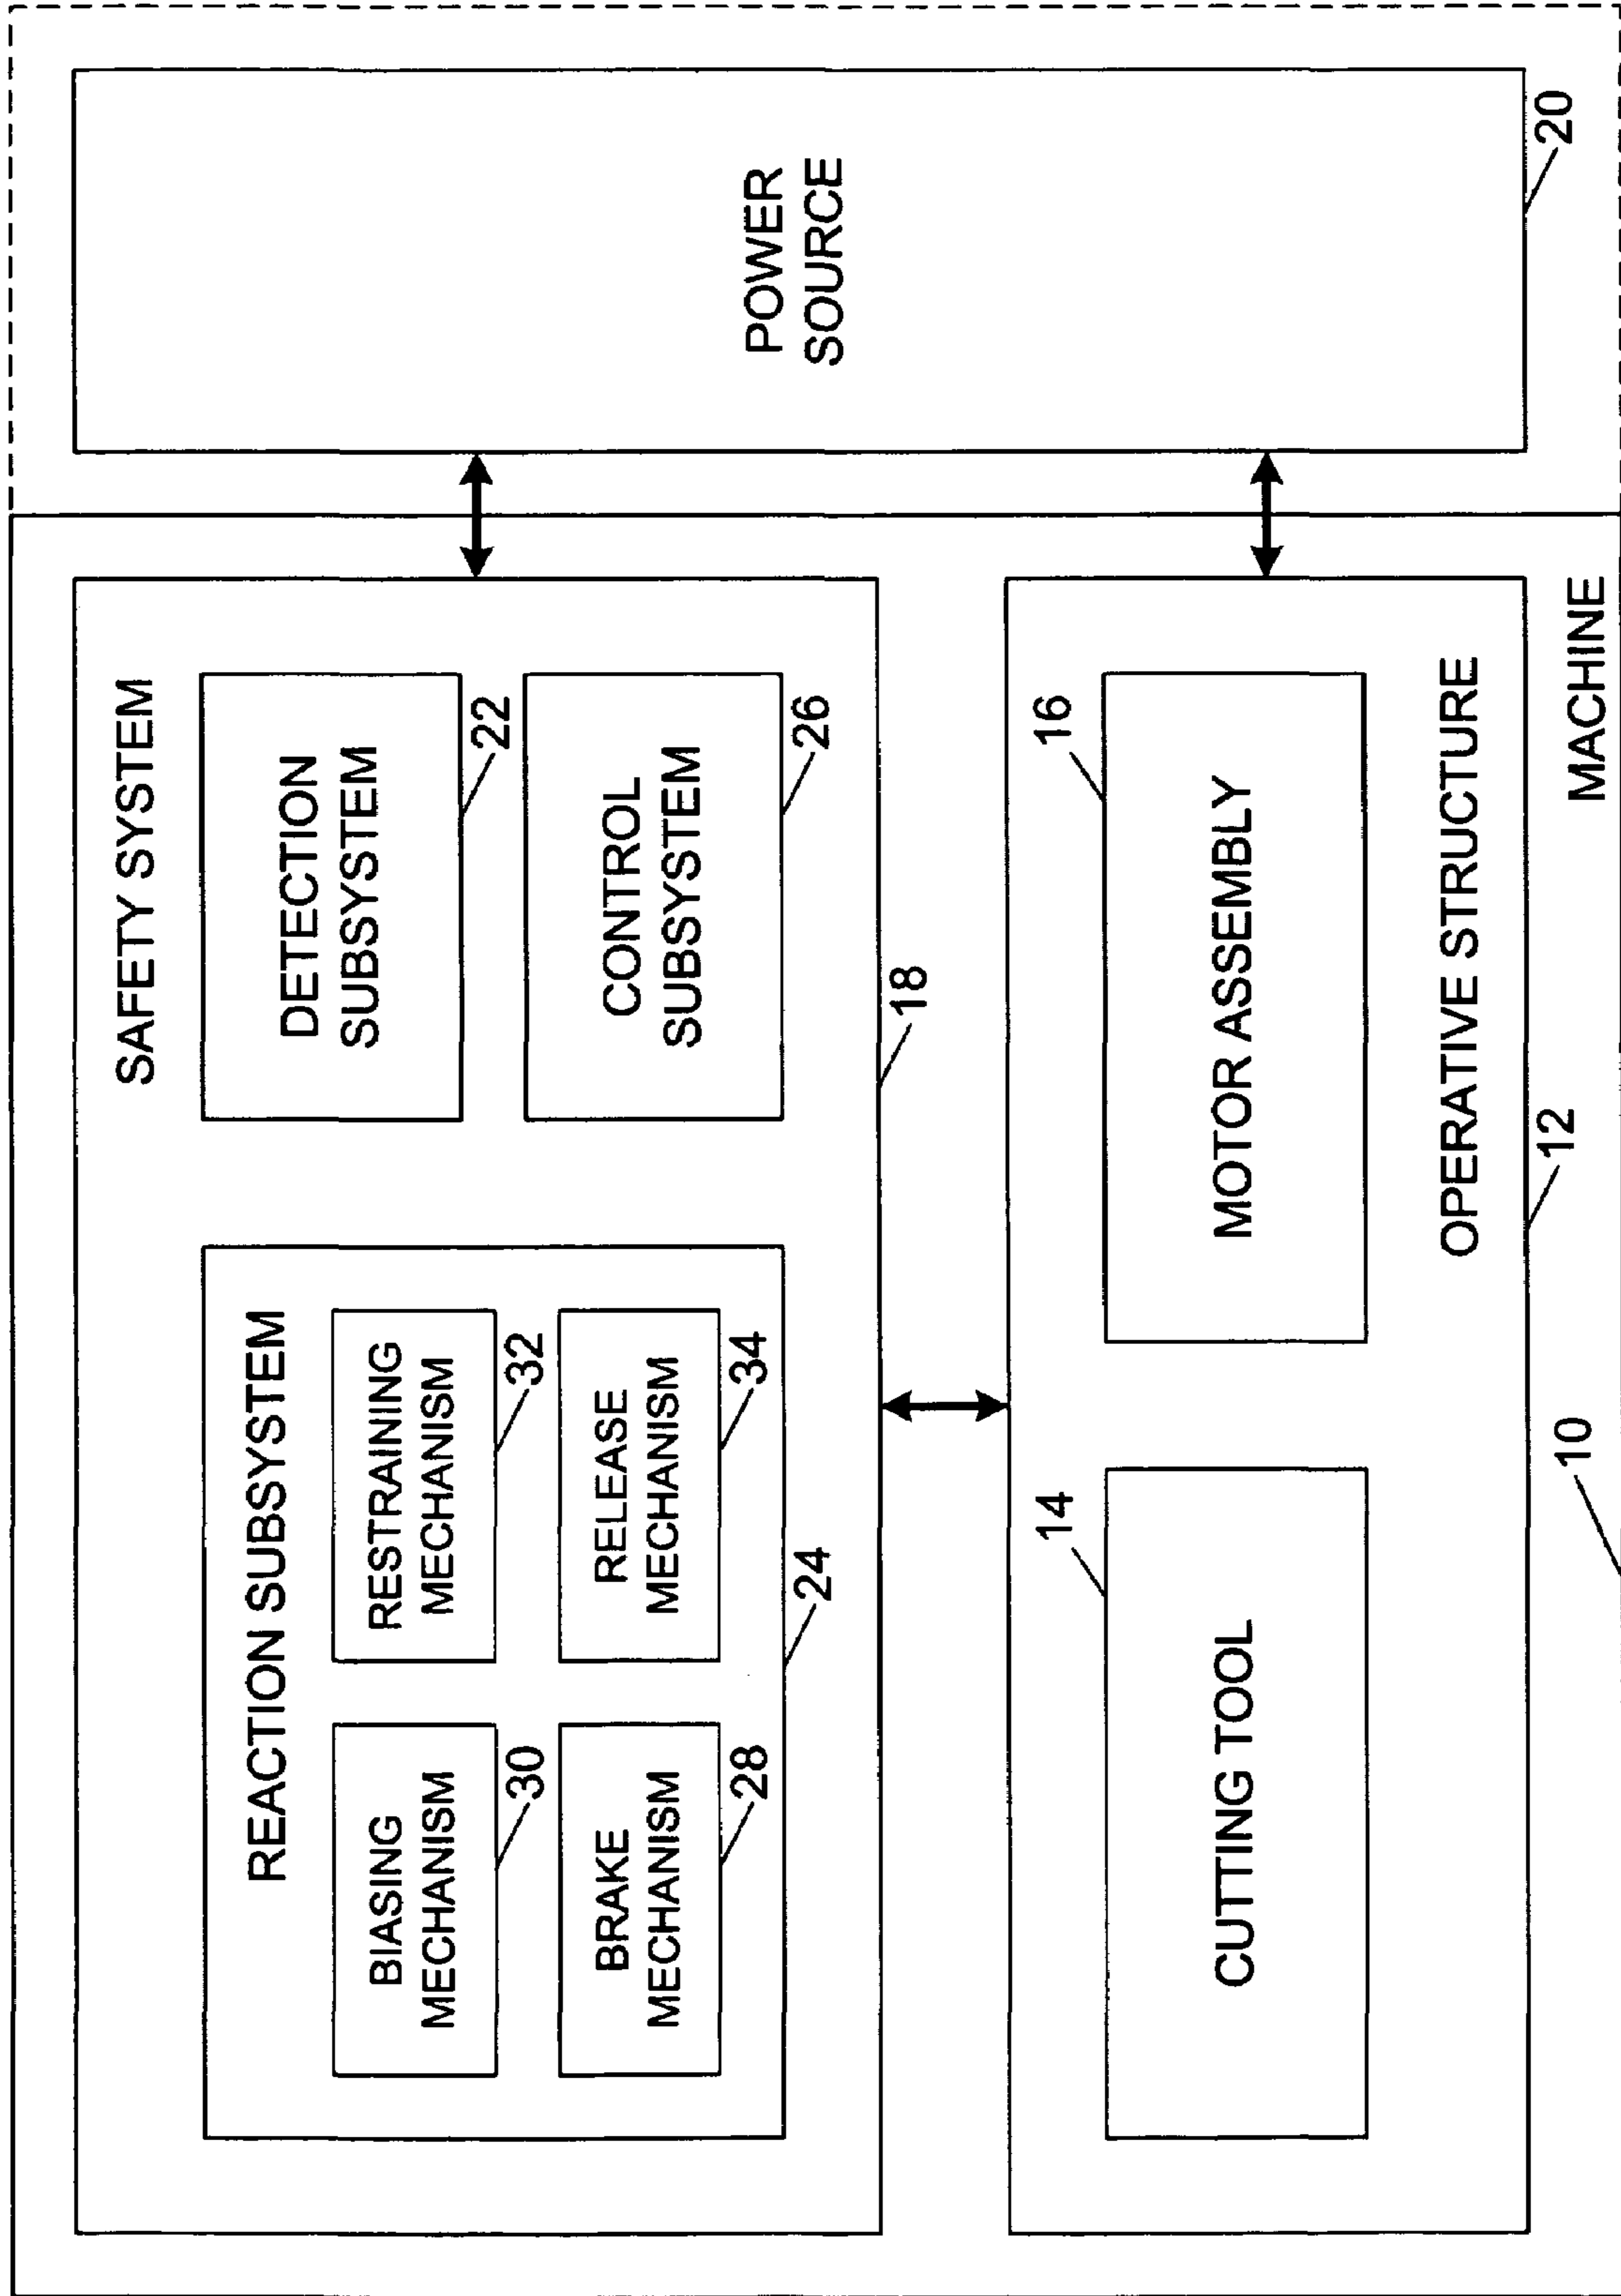 SAFETY SYSTEM
REACTION SUBSYSTEM
BIASING
MECHANISM
30
RESTRAINING
MECHANISM
32
BRAKE
MECHANISM
28
RELEASE
MECHANISM
34
24
DETECTION
SUBSYSTEM
22
CONTROL
SUBSYSTEM
26
18
POWER
SOURCE
20
14
CUTTING TOOL
16
MOTOR ASSEMBLY
OPERATIVE STRUCTURE
12
MACHINE
10